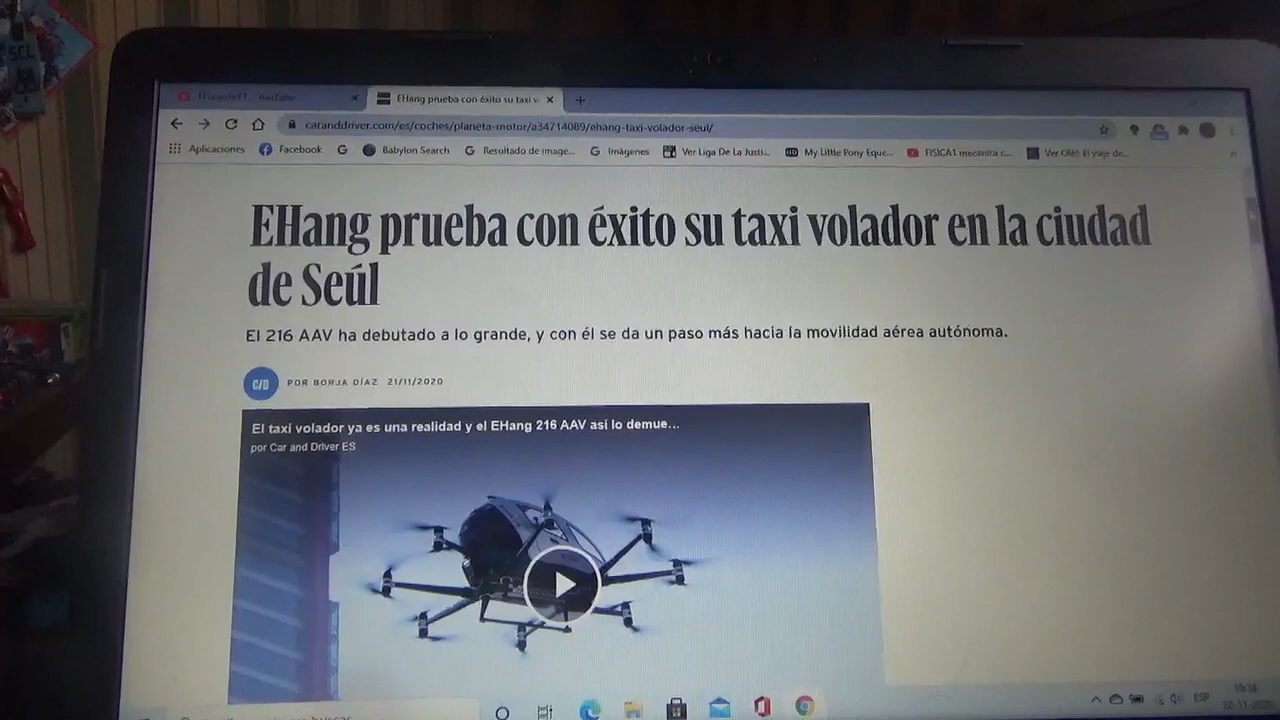 SCL
YouTube
EHang prueba con éxito su taxi v
caranddriver.com/es/coches/planeta-motor/a34714089/ehang-taxi-volador-seul/
Aplicaciones Facebook Babylon Search Resultado de image... Imágenes Ver Liga De La Justi... My Little Pony Eque... FISICA1 mecanica c... Ver Olé! El viaje de...
EHang prueba con éxito su taxi volador en la ciudad
de Seúl
El 216 AAV ha debutado a lo grande, y con él se da un paso más hacia la movilidad aérea autónoma.
C/D POR BORJA DÍAZ 21/11/2020
El taxi volador ya es una realidad y el EHang 216 AAV así lo demue...
por Car and Driver ES
ESP